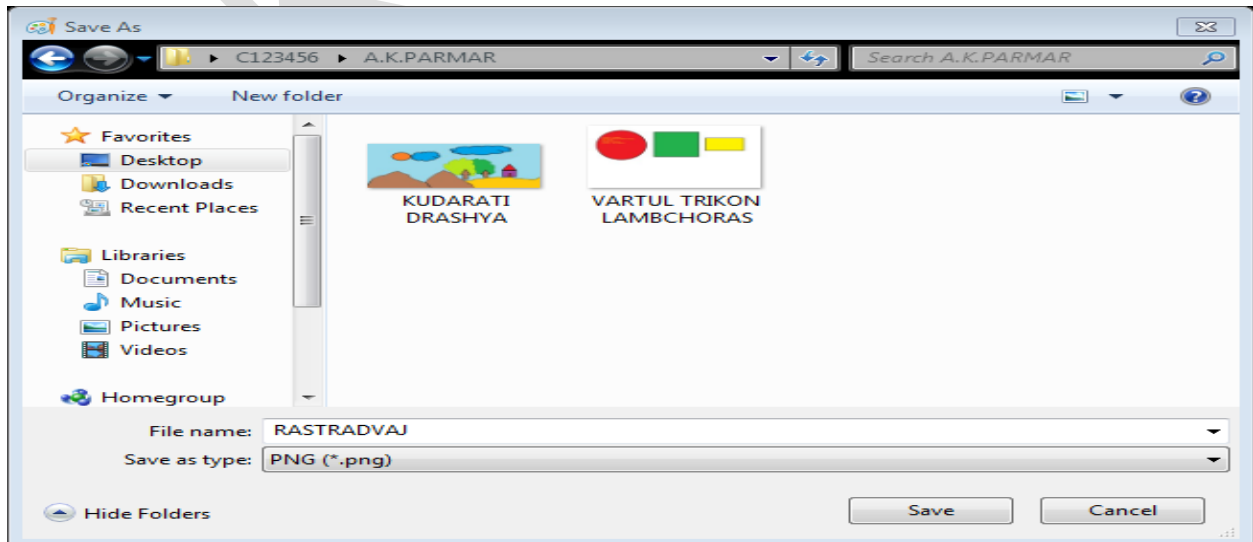 Save As
C123456 A.K.PARMAR
Search A.K.PARMAR
Organize New folder
Favorites
Desktop
Downloads
Recent Places
Libraries
Documents
Music
Pictures
Videos
Homegroup
KUDARATI
DRASHYA
VARTUL TRIKON
LAMBCHORAS
File name: RASTRADVAJ
Save as type: PNG (*.png)
Hide Folders
Save Cancel